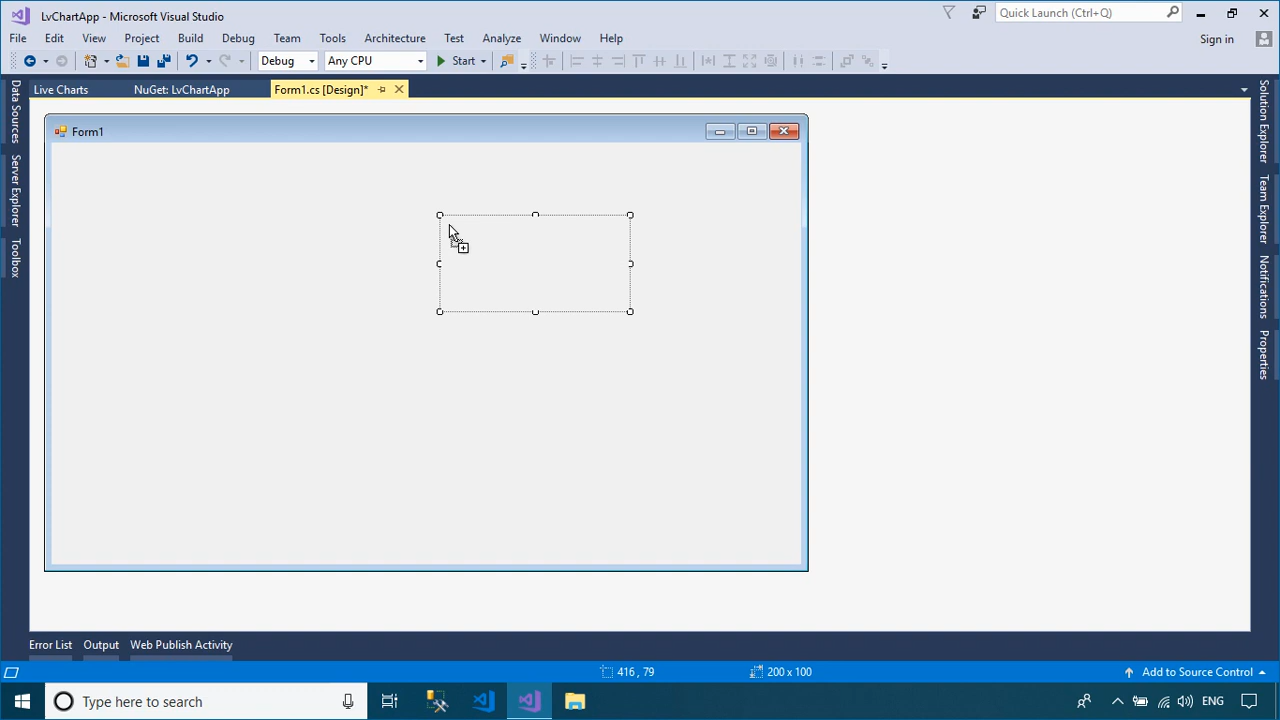 LvChartApp - Microsoft Visual Studio
Quick Launch (Ctrl+Q)
File Edit View Project Build Debug Team Tools Architecture Test Analyze Window Help
Sign in
Debug Any CPU Start
Live Charts NuGet: LvChartApp Form1.cs [Design]*
Form1
Data Sources
Server Explorer
Toolbox
Solution Explorer
Team Explorer
Notifications
Properties
Error List Output Web Publish Activity
416 , 79 200 x 100 Add to Source Control
Type here to search
ENG